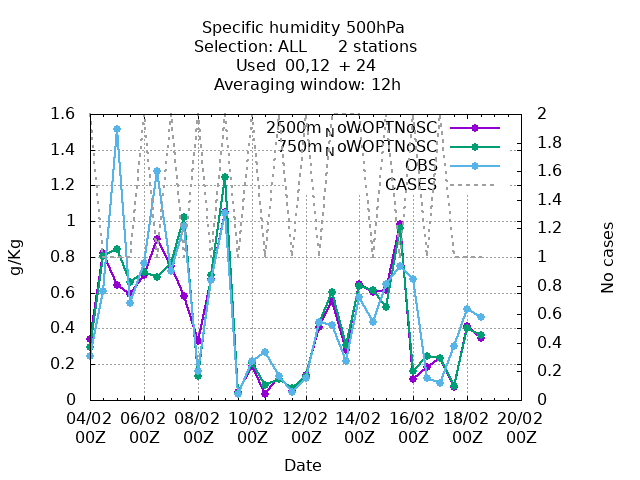 Specific humidity 500hPa
Selection: ALL 2 stations
Used 00,12 + 24
Averaging window: 12h
2500m NoWOPTNoSC
750m NoWOPTNoSC
OBS
CASES
g/Kg
1.6
1.4
1.2
1
0.8
0.6
0.4
0.2
0
No cases
2
1.8
1.6
1.4
1.2
1
0.8
0.6
0.4
0.2
0
04/02 06/02 08/02 10/02 12/02 14/02 16/02 18/02 20/02
00Z 00Z 00Z 00Z 00Z 00Z 00Z 00Z 00Z
Date